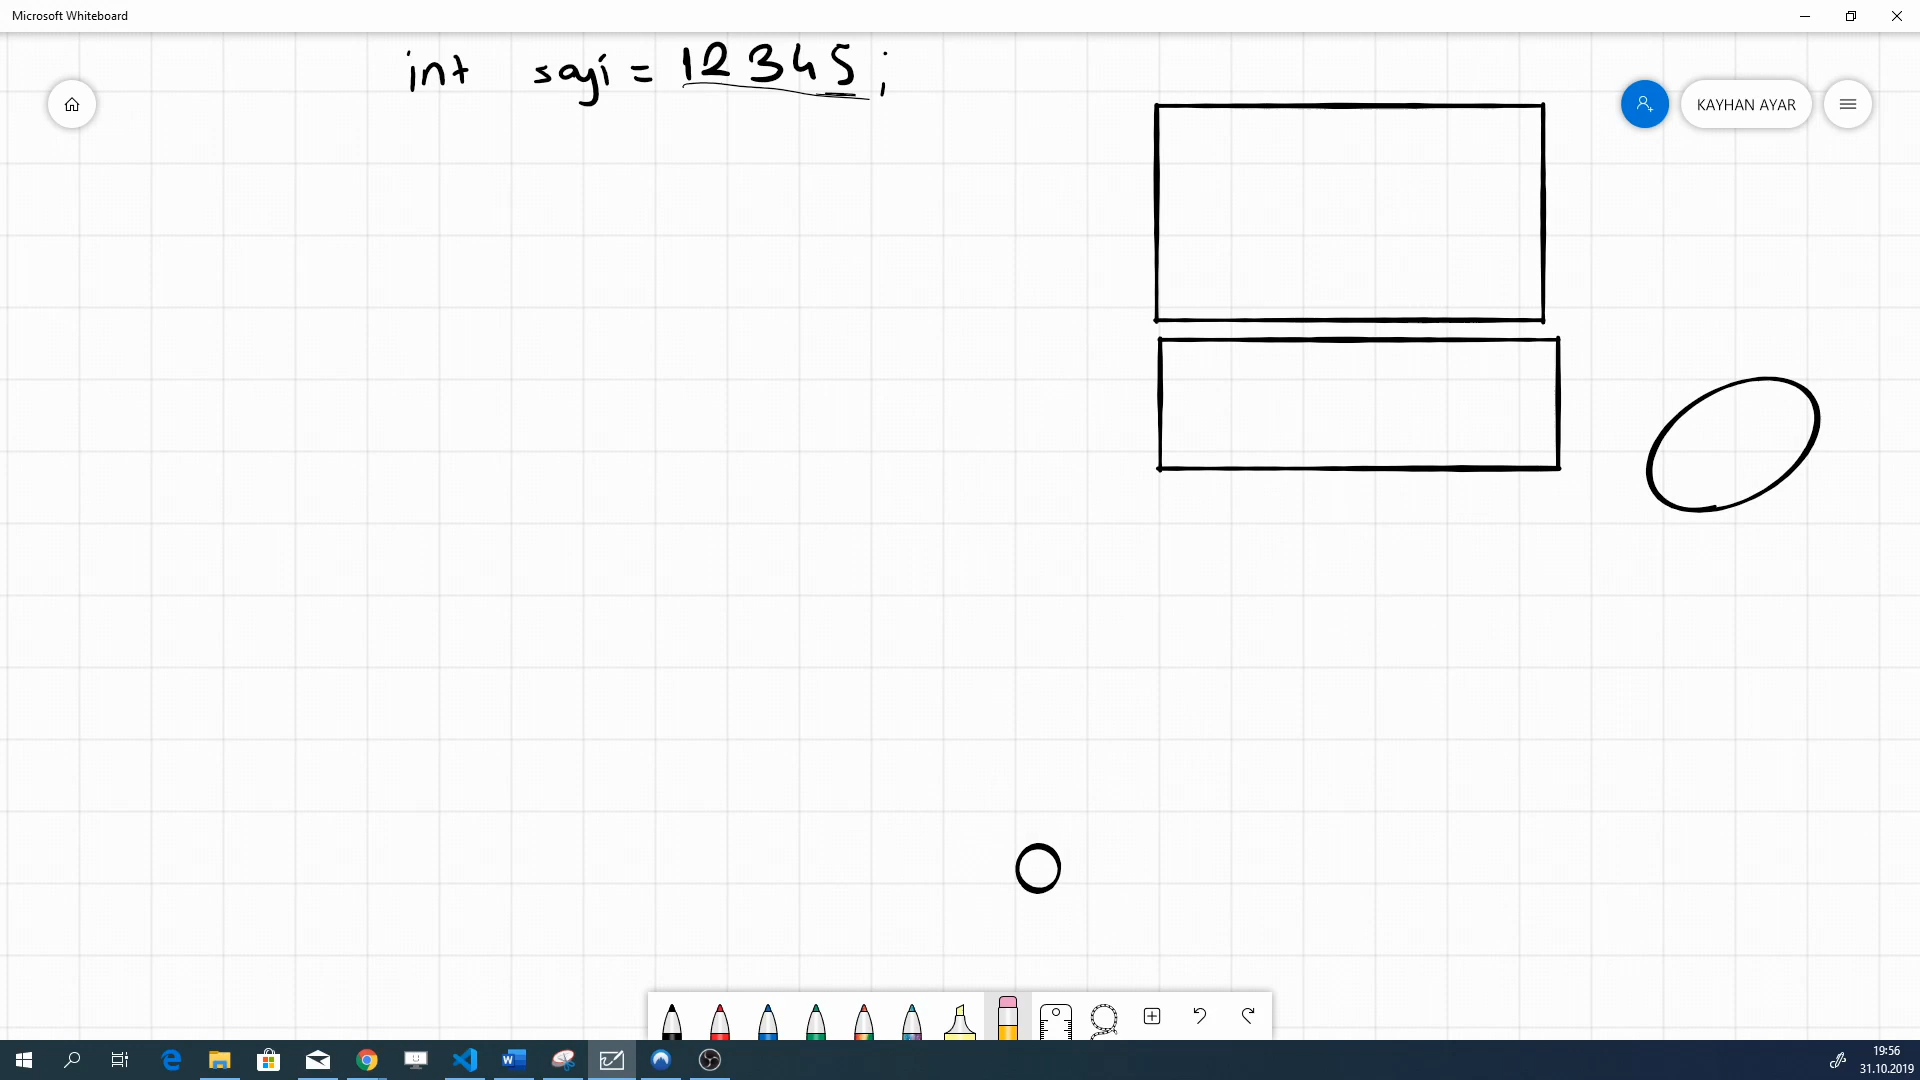 Microsoft Whiteboard
int sayi = 12345;
KAYHAN AYAR
19:56
31.10.2019